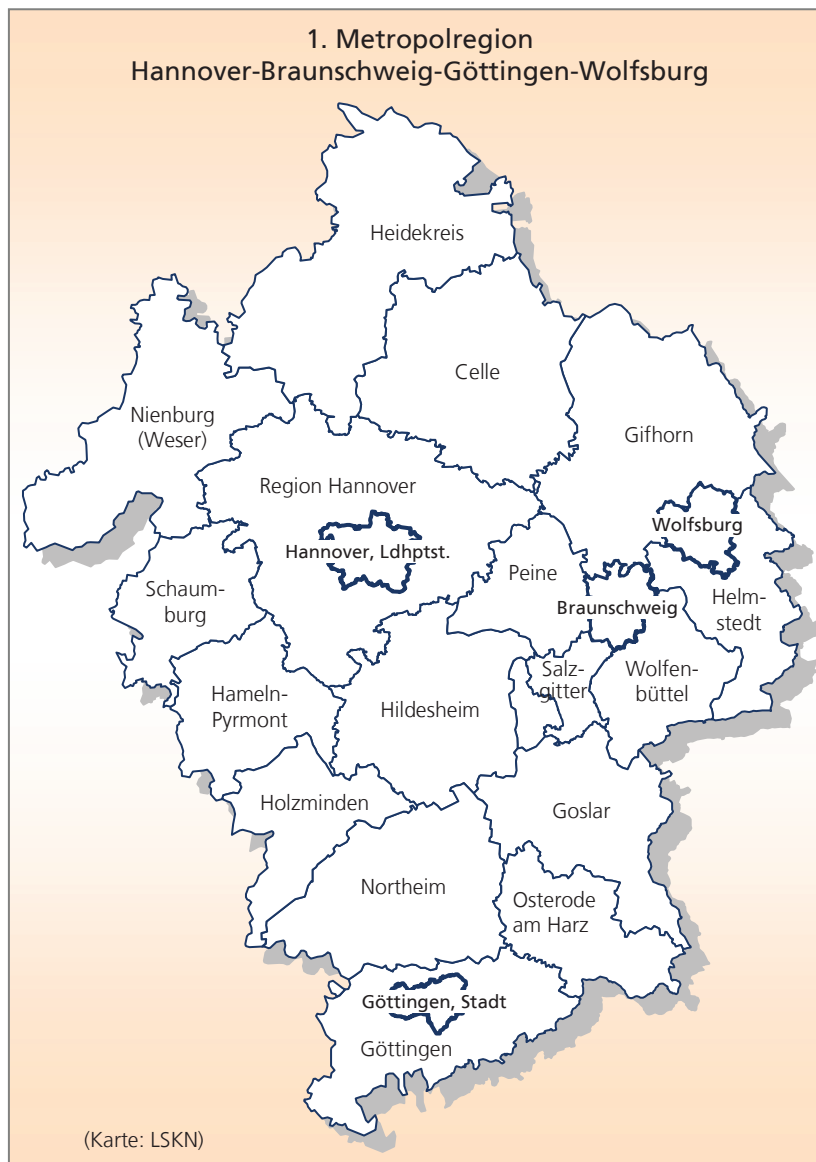 1. Metropolregion
Hannover-Braunschweig-Göttingen-Wolfsburg
Heidekreis
Celle
Nienburg
(Weser)
Gifhorn
Region Hannover
Wolfsburg
Hannover, Ldhptst.
Peine
Schaum-
burg
Braunschweig
Helm-
stedt
Hameln-
Pyrmont
Hildesheim
Salz-
gitter
Wolfen-
büttel
Holzminden
Goslar
Northeim
Osterode
am Harz
Göttingen, Stadt
Göttingen
(Karte: LSKN)